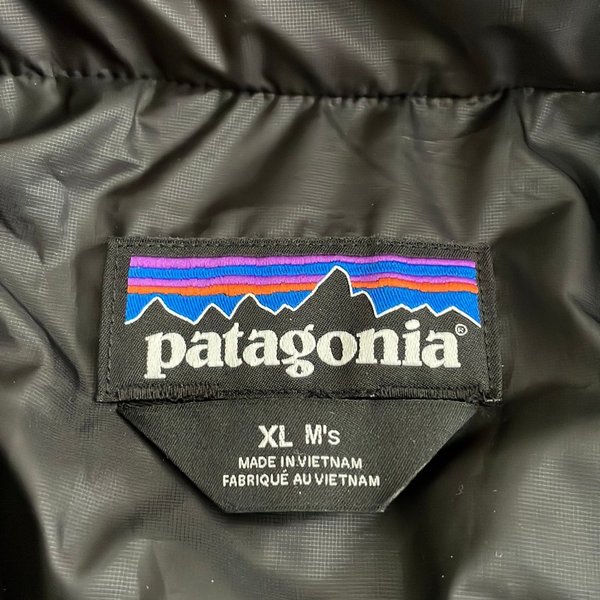 patagonia®
XL M's
MADE IN VIETNAM
FABRIQUÉ AU VIETNAM